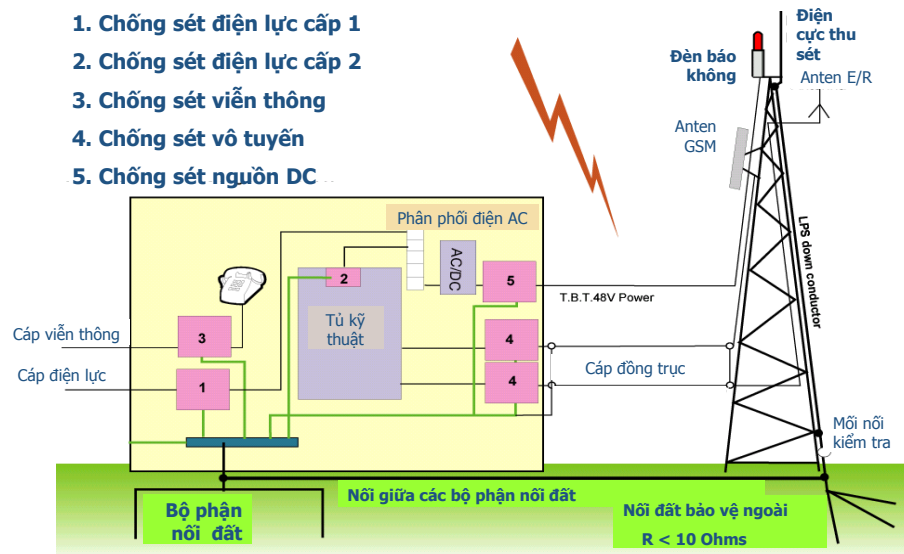 1. Chống sét điện lực cấp 1
2. Chống sét điện lực cấp 2
3. Chống sét viễn thông
4. Chống sét vô tuyến
5. Chống sét nguồn DC
Điện
cực thu
sét
Đèn báo
không
Anten E/R
Anten
GSM
LPS down conductor
Phân phối điện AC
AC/DC
2
5
T.B.T.48V Power
Tủ kỹ
thuật
Cáp viễn thông
3
4
Cáp điện lực
1
4
Cáp đồng trục
Mối nối
kiểm tra
Nối giữa các bộ phận nối đất
Bộ phận
nối đất
Nối đất bảo vệ ngoài
R < 10 Ohms